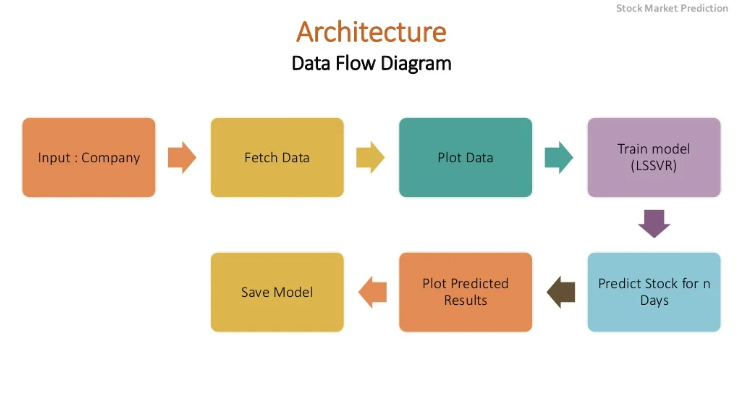 Stock Market Prediction
Architecture
Data Flow Diagram
Input : Company
Fetch Data
Plot Data
Train model
(LSSVR)
Predict Stock for n
Days
Plot Predicted
Results
Save Model